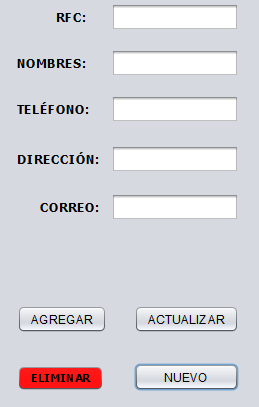 RFC:
NOMBRES:
TELÉFONO:
DIRECCIÓN:
CORREO:
AGREGAR ACTUALIZAR
ELIMINAR NUEVO